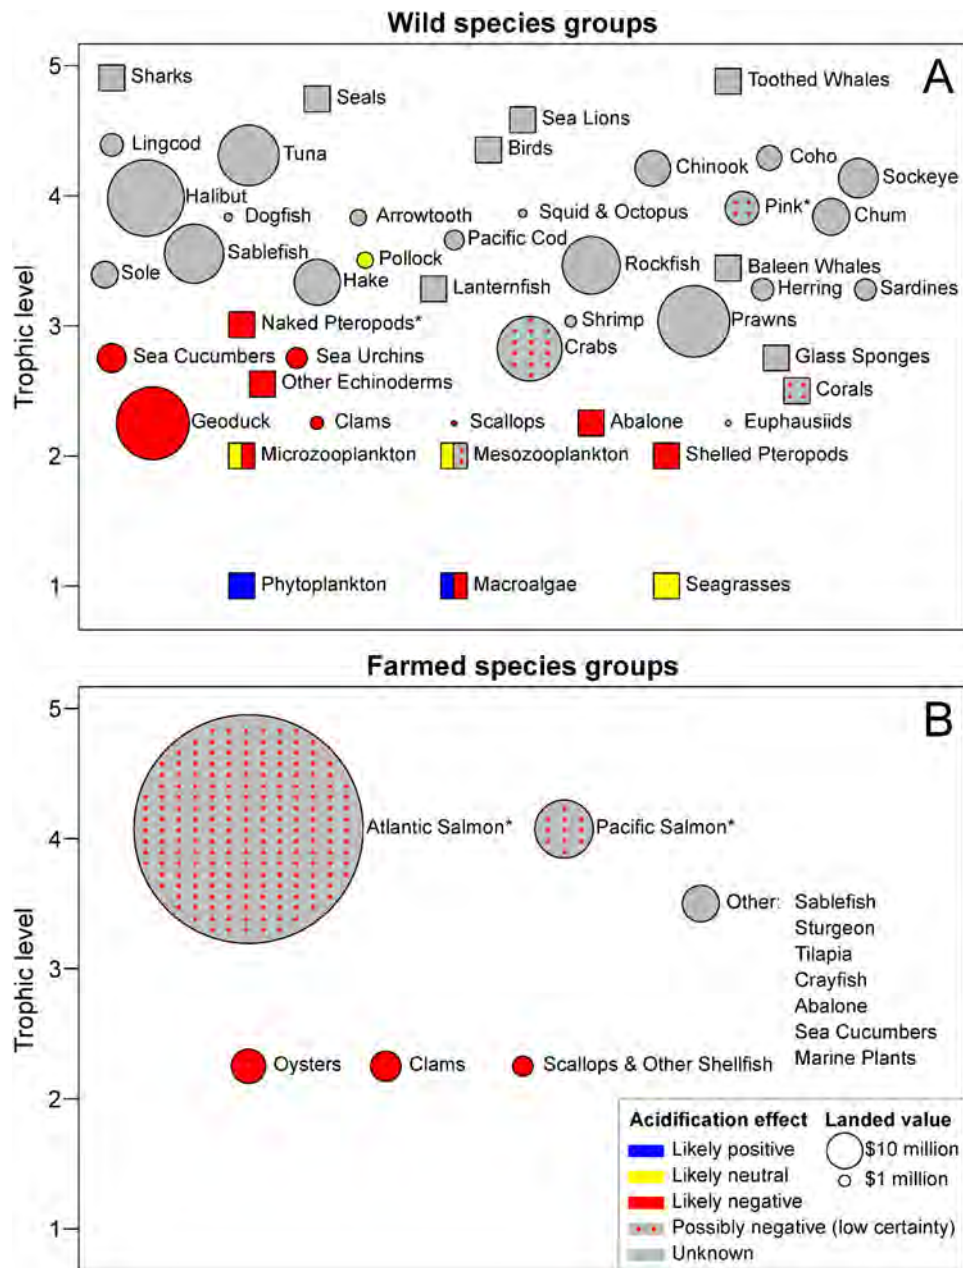 Wild species groups
A
5
Sharks
Toothed Whales
Seals
Sea Lions
Lingcod
Tuna
Birds
Chinook
Coho
Sockeye
4
Halibut
Pink*
Dogfish
Arrowtooth
Squid & Octopus
Chum
Pacific Cod
Sablefish
Pollock
Rockfish
Baleen Whales
Sole
Hake
Lanternfish
Herring
Sardines
3
Naked Pteropods*
Shrimp
Prawns
Sea Cucumbers
Sea Urchins
Crabs
Glass Sponges
Other Echinoderms
Corals
Geoduck
Clams
Scallops
Abalone
Euphausiids
2
Microzooplankton
Mesozooplankton
Shelled Pteropods
1
Phytoplankton
Macroalgae
Seagrasses
Trophic level
Farmed species groups
B
5
4
Atlantic Salmon*
Pacific Salmon*
Other:
Sablefish
Sturgeon
Tilapia
3
Crayfish
Abalone
Sea Cucumbers
Marine Plants
Oysters
Clams
Scallops & Other Shellfish
2
1
Trophic level
Acidification effect
Likely positive
Likely neutral
Likely negative
Possibly negative (low certainty)
Unknown
Landed value
$10 million
$1 million